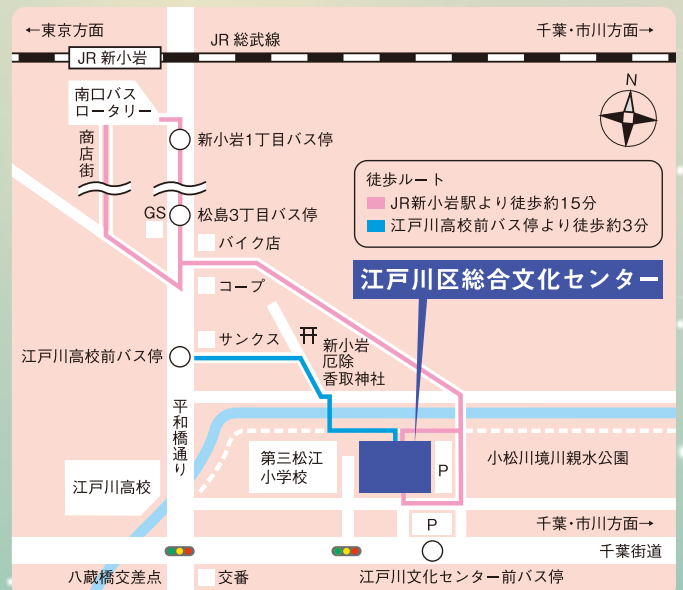 ←東京方面
JR 総武線
千葉・市川方面→
JR 新小岩
N
南口バス
ロータリー
商店街
新小岩1丁目バス停
徒歩ルート
JR新小岩駅より徒歩約15分
江戸川高校前バス停より徒歩約3分
GS
松島3丁目バス停
バイク店
江戸川区総合文化センター
コープ
サンクス
新小岩
厄除
香取神社
江戸川高校前バス停
平和橋通り
第三松江
小学校
P
小松川境川親水公園
江戸川高校
P
千葉・市川方面→
千葉街道
八蔵橋交差点
交番
江戸川文化センター前バス停